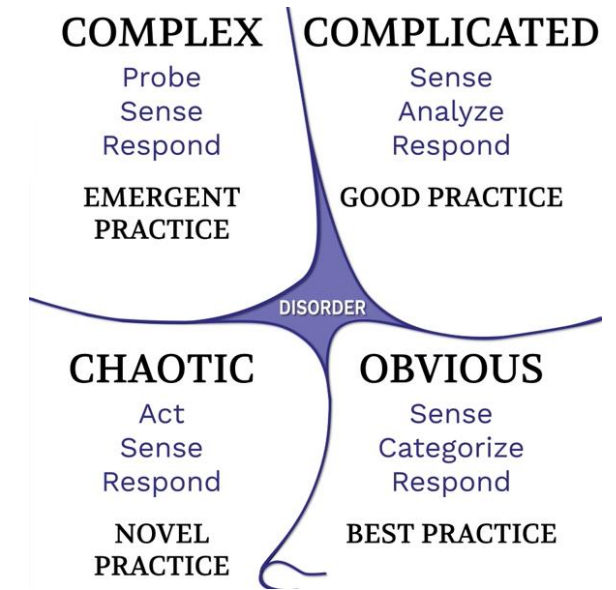 COMPLEX
Probe
Sense
Respond
EMERGENT
PRACTICE
COMPLICATED
Sense
Analyze
Respond
GOOD PRACTICE
DISORDER
CHAOTIC
Act
Sense
Respond
NOVEL
PRACTICE
OBVIOUS
Sense
Categorize
Respond
BEST PRACTICE